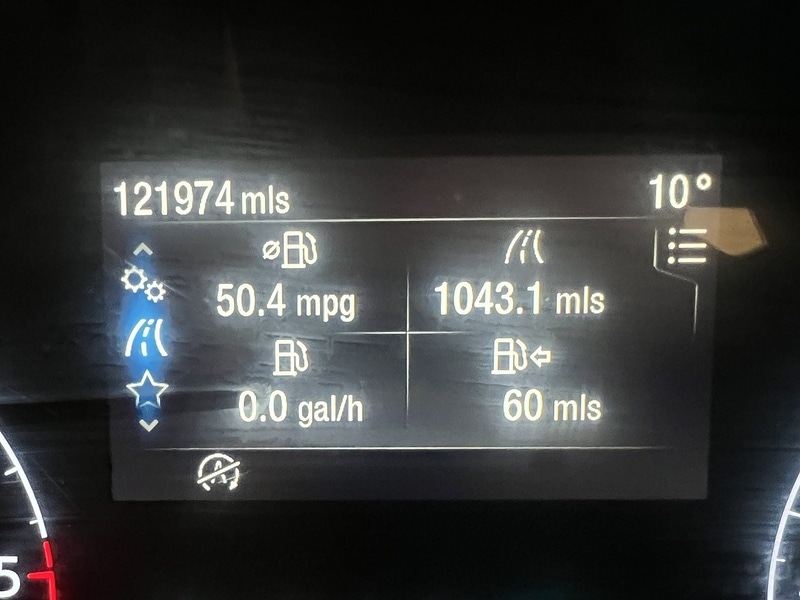 121974 mls
10°
50.4 mpg
1043.1 mls
0.0 gal/h
60 mls
A
5